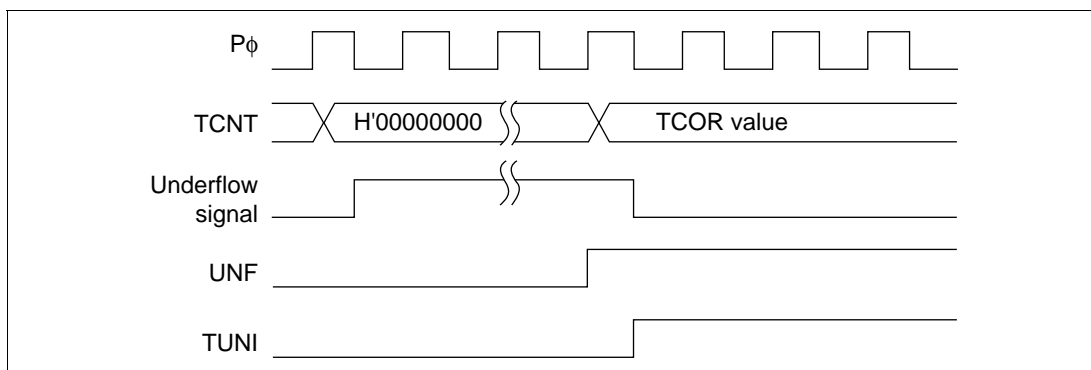 Pϕ
TCNT
H'00000000
TCOR value
Underflow
signal
UNF
TUNI